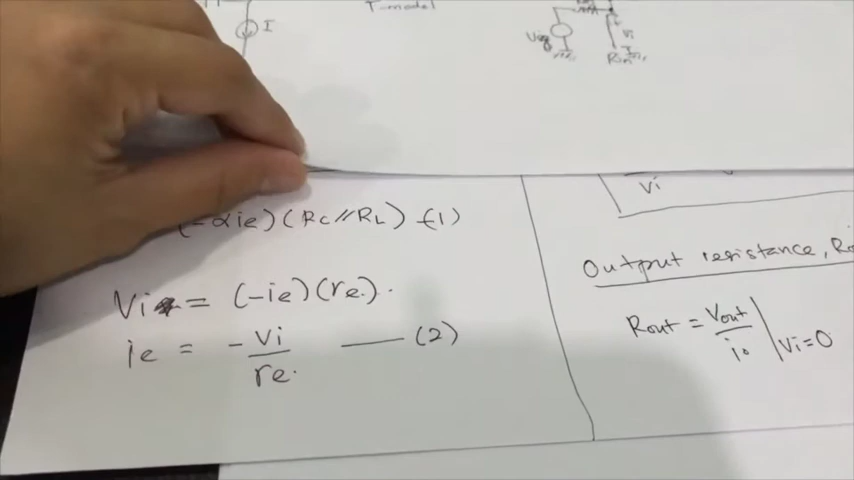 I
T-model
Vsig
Vi
Rin
(-αie)(Rc//RL) -(1)
Vi = (-ie)(re).
ie = -Vi/re. —— (2)
Vi
Output resistance, Ro
Rout = Vout/io | Vi=0